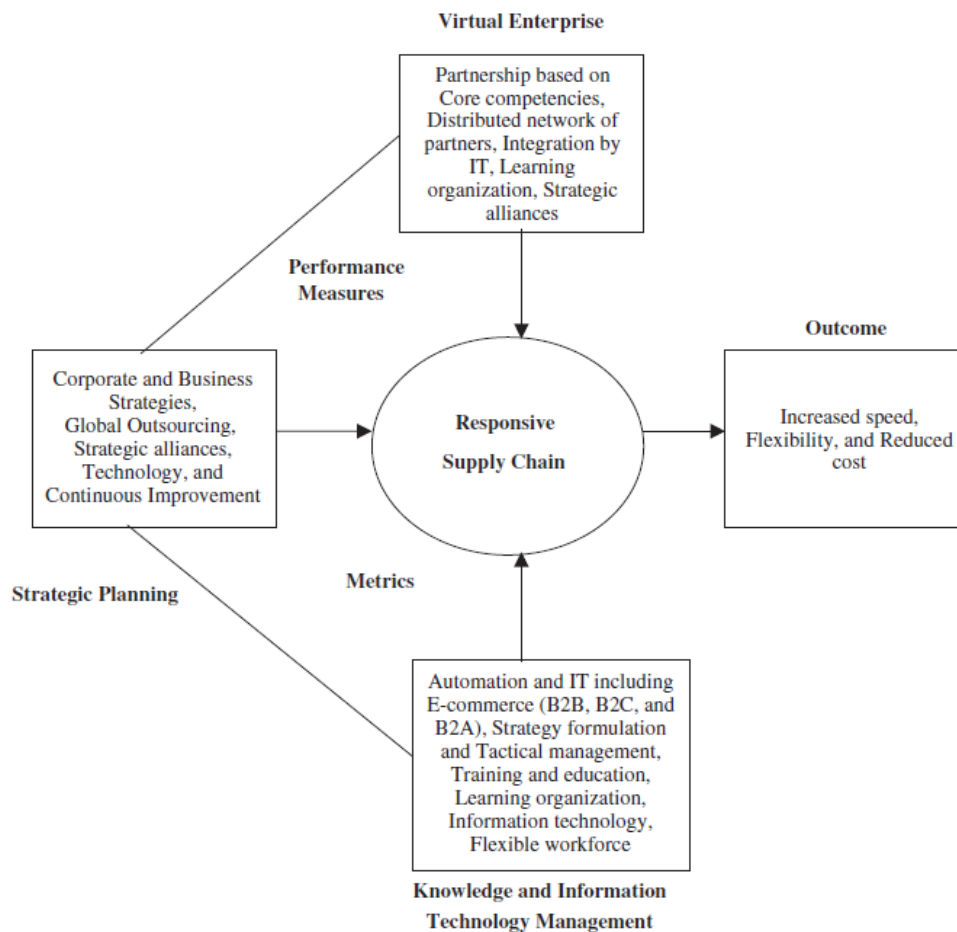 Virtual Enterprise
Partnership based on
Core competencies,
Distributed network of
partners, Integration by
IT, Learning
organization, Strategic
alliances
Performance
Measures
Outcome
Corporate and Business
Strategies,
Global Outsourcing,
Strategic alliances,
Technology, and
Continuous Improvement
Responsive
Supply Chain
Increased speed,
Flexibility, and Reduced
cost
Strategic Planning
Metrics
Automation and IT including
E-commerce (B2B, B2C, and
B2A), Strategy formulation
and Tactical management,
Training and education,
Learning organization,
Information technology,
Flexible workforce
Knowledge and Information
Technology Management